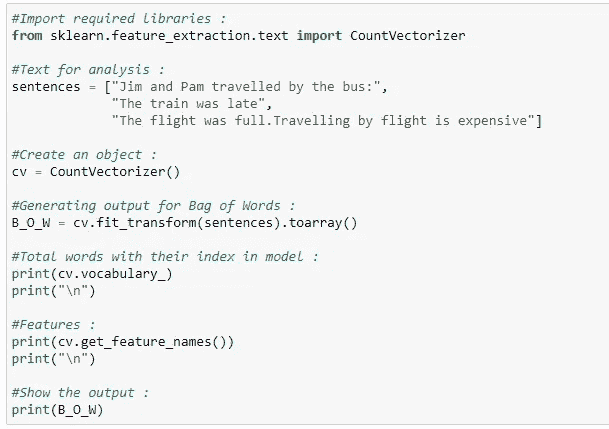 #Import required libraries :
from sklearn.feature_extraction.text import CountVectorizer
#Text for analysis :
sentences = ["Jim and Pam travelled by the bus:",
"The train was late",
"The flight was full.Travelling by flight is expensive"]
#Create an object :
cv = CountVectorizer()
#Generating output for Bag of Words :
B_O_W = cv.fit_transform(sentences).toarray()
#Total words with their index in model :
print(cv.vocabulary_)
print("\n")
#Features :
print(cv.get_feature_names())
print("\n")
#Show the output :
print(B_O_W)